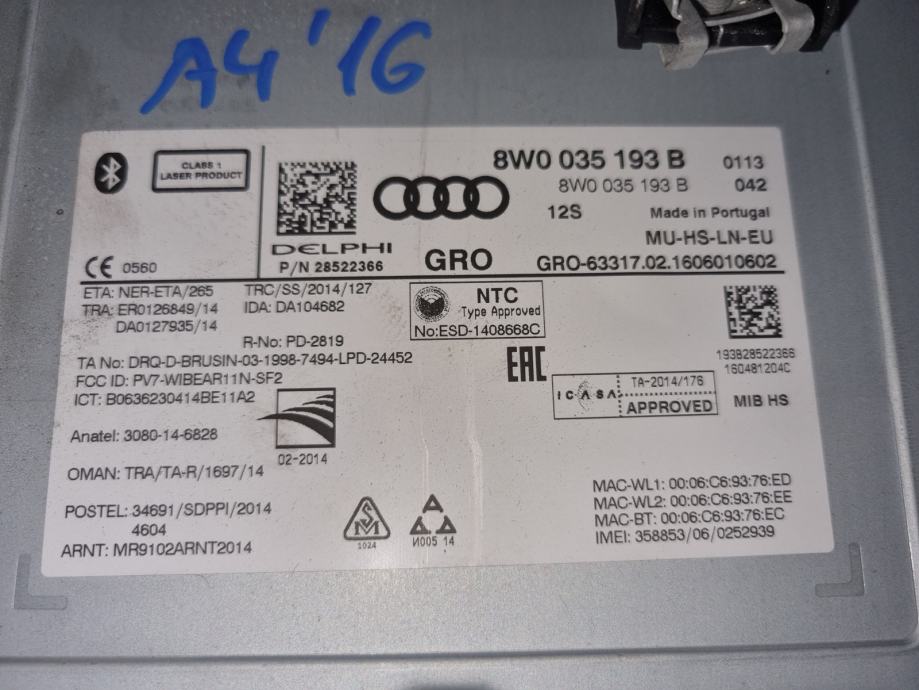 A4 '16
CLASS 1
LASER PRODUCT
8W0 035 193 B 0113
8W0 035 193 B 042
12S Made in Portugal
DELPHI MU-HS-LN-EU
CE 0560 P/N 28522366 GRO GRO-63317.02.1606010602
ETA: NER-ETA/265 TRC/SS/2014/127
TRA: ER0126849/14 IDA: DA104682
DA0127935/14
NTC
Type Approved
No:ESD-1408668C
R-No: PD-2819
TA No: DRQ-D-BRUSIN-03-1998-7494-LPD-24452
FCC ID: PV7-WIBEAR11N-SF2
ICT: B0636230414BE11A2
EAC
193B28522366
160481204C
ICASA TA-2014/176
APPROVED
MIB HS
Anatel: 3080-14-6828
02-2014
OMAN: TRA/TA-R/1697/14
POSTEL: 34691/SDPPI/2014
4604
ARNT: MR9102ARNT2014
SM
1024
И005 14
MAC-WL1: 00:06:C6:93:76:ED
MAC-WL2: 00:06:C6:93:76:EE
MAC-BT: 00:06:C6:93:76:EC
IMEI: 358853/06/0252939